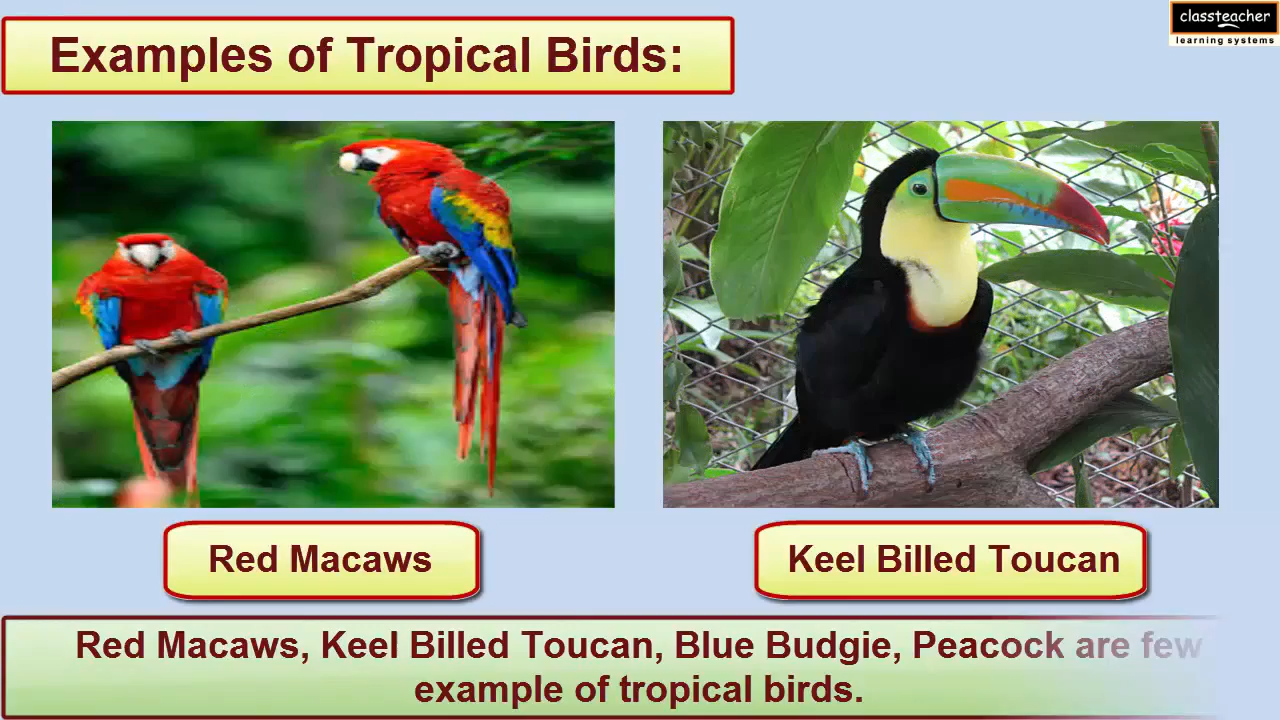 classteacher
learning systems
Examples of Tropical Birds:
Red Macaws
Keel Billed Toucan
Red Macaws, Keel Billed Toucan, Blue Budgie, Peacock are few
example of tropical birds.